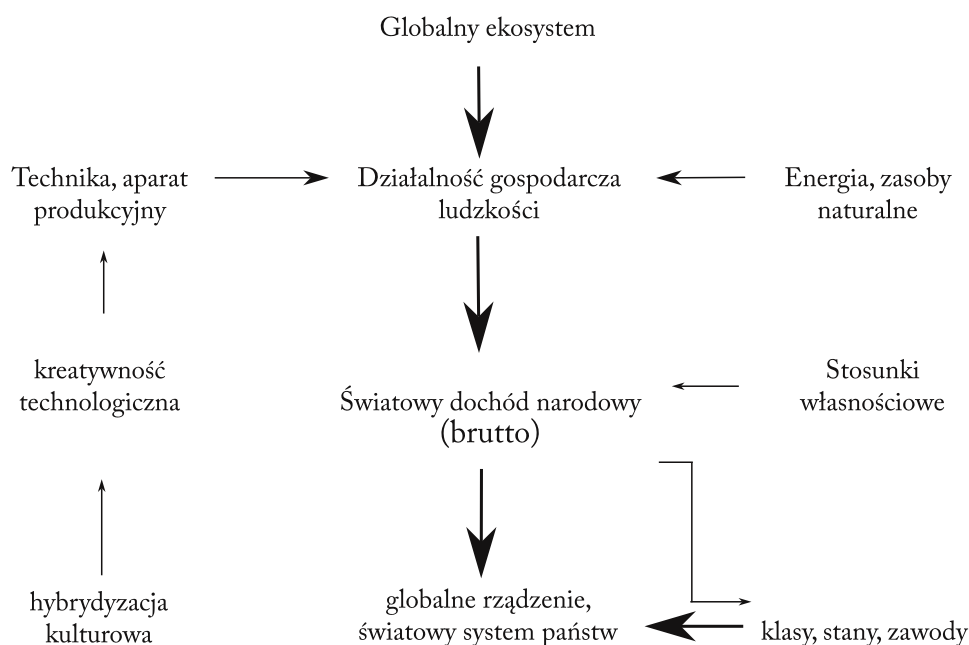 Globalny ekosystem
Technika, aparat
produkcyjny
Działalność gospodarcza
ludzkości
Energia, zasoby
naturalne
kreatywność
technologiczna
Światowy dochód narodowy
(brutto)
Stosunki
własnościowe
hybrydyzacja
kulturowa
globalne rządzenie,
światowy system państw
klasy, stany, zawody